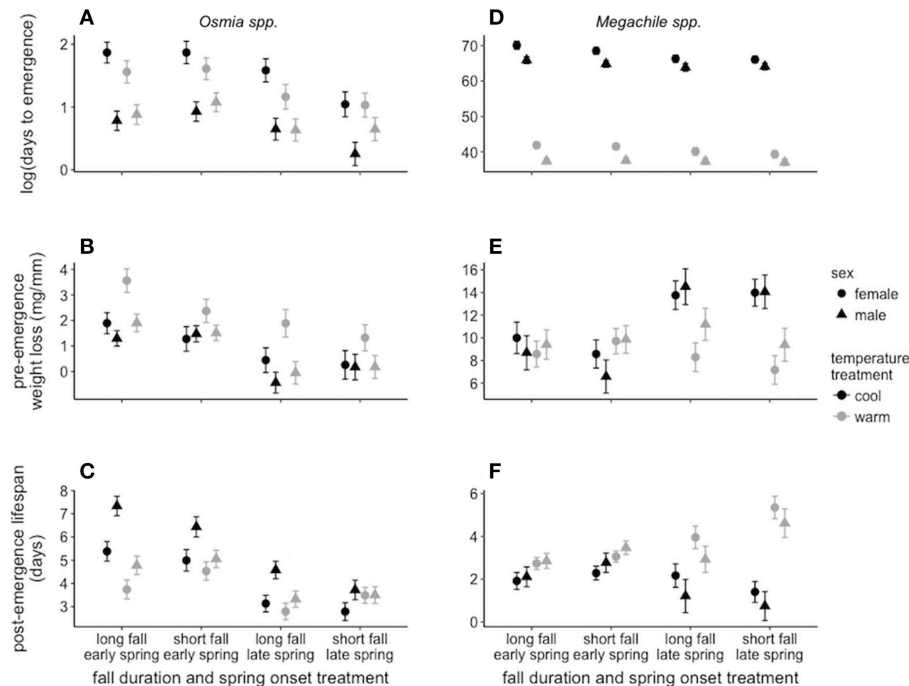 A
Osmia spp.
log(days to emergence)
2
1
0
D
Megachile spp.
70
60
50
40
B
pre-emergence
weight loss (mg/mm)
4
3
2
1
0
E
16
14
12
10
8
6
sex
female
male
temperature
treatment
cool
warm
C
post-emergence lifespan
(days)
8
7
6
5
4
3
long fall
early spring
short fall
early spring
long fall
late spring
short fall
late spring
fall duration and spring onset treatment
F
6
4
2
0
long fall
early spring
short fall
early spring
long fall
late spring
short fall
late spring
fall duration and spring onset treatment